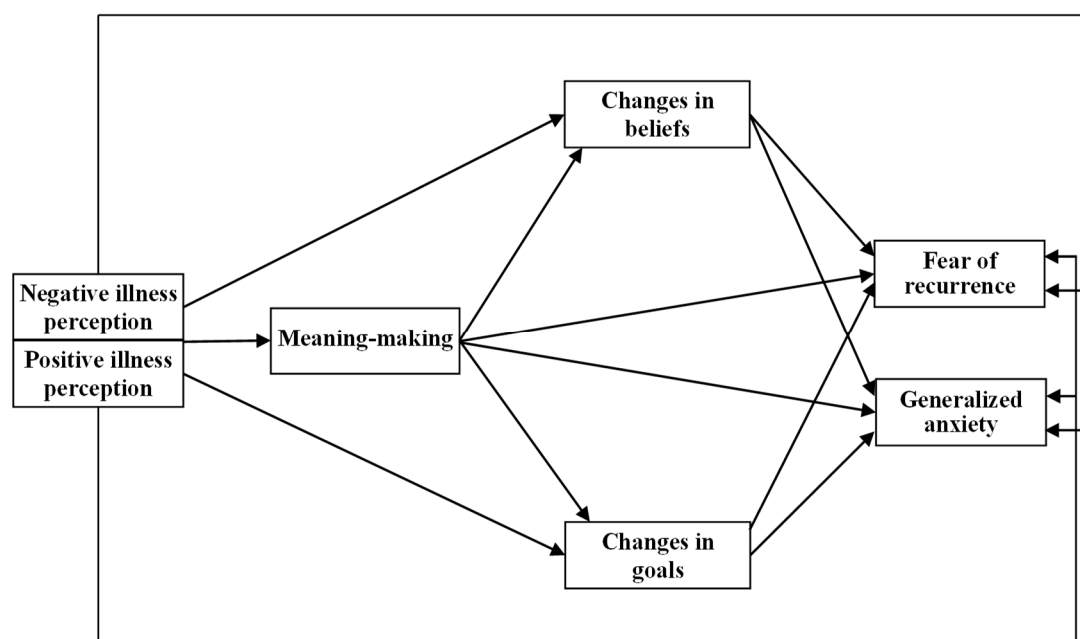 Changes in
beliefs
Negative illness
perception
Positive illness
perception
Meaning-making
Fear of
recurrence
Generalized
anxiety
Changes in
goals